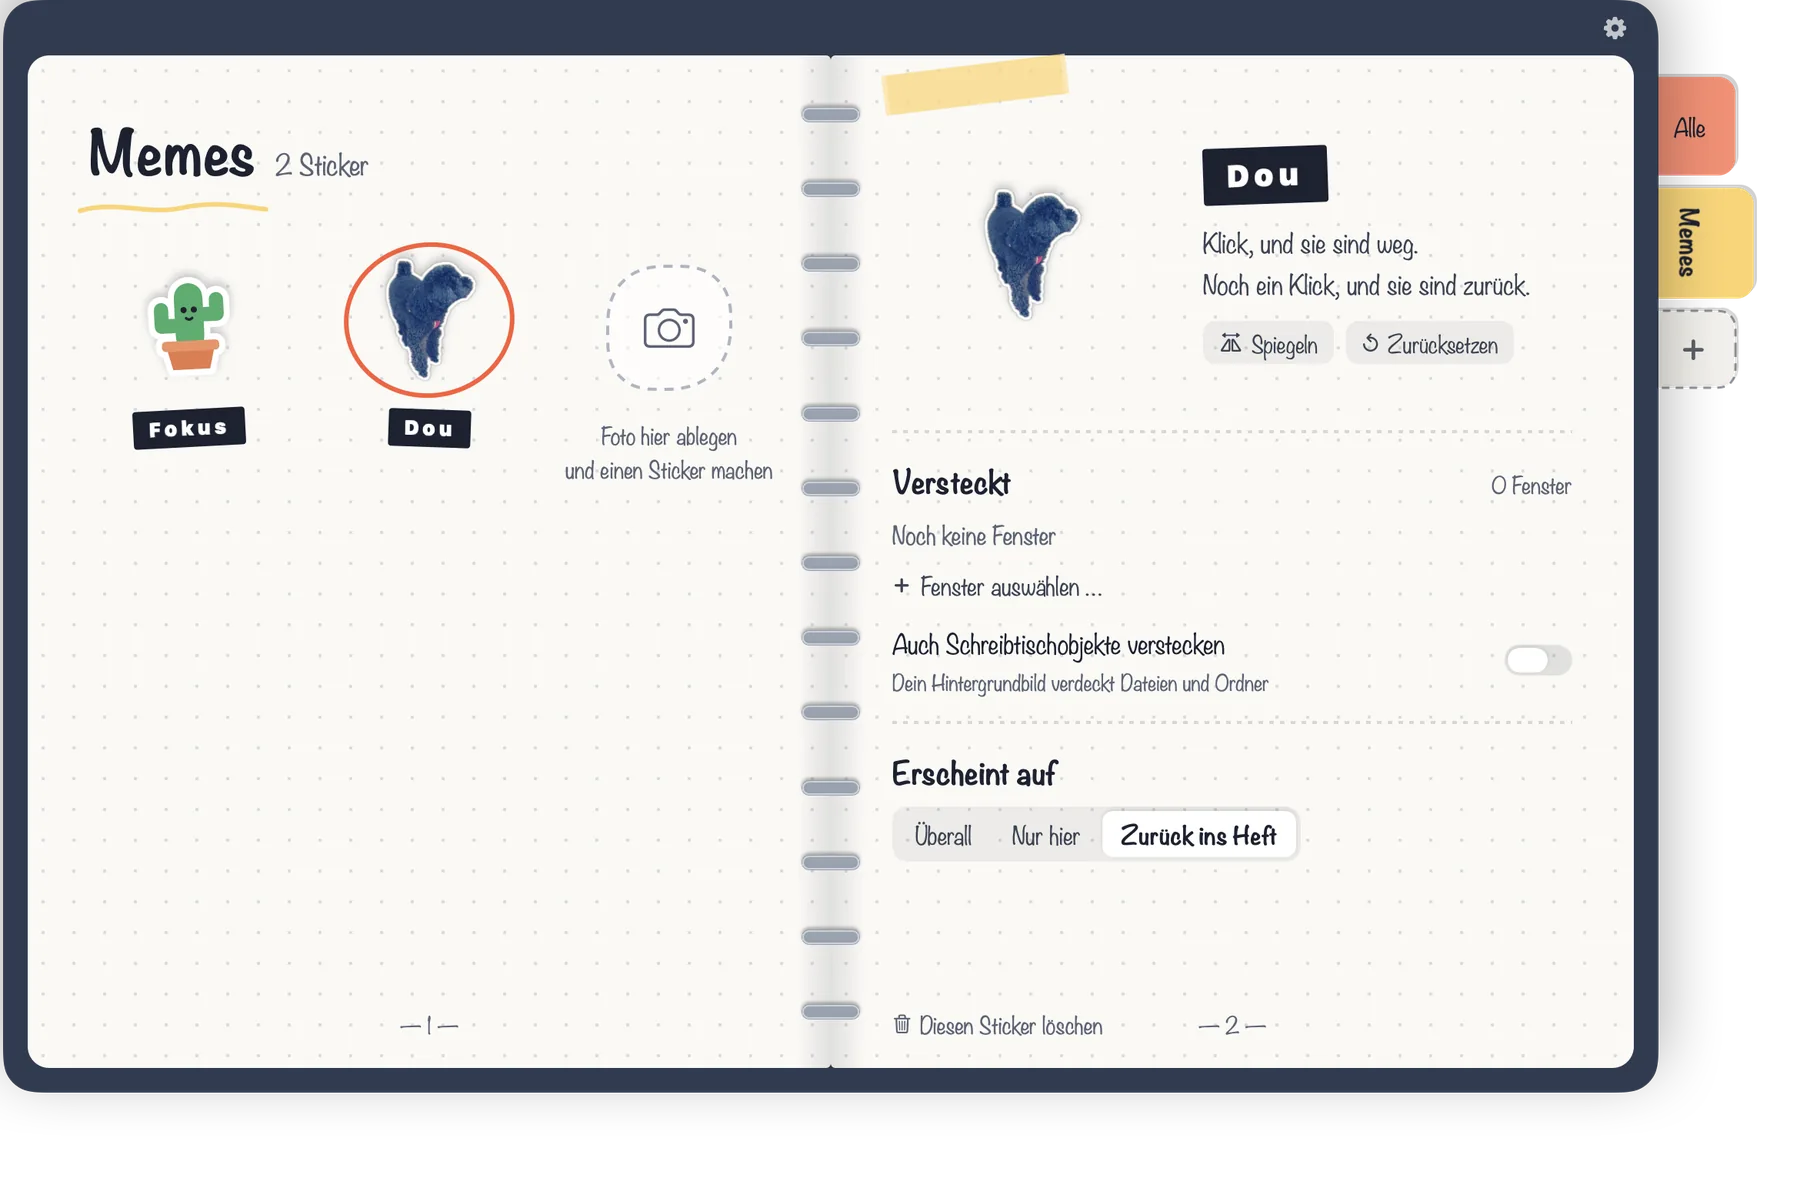 Memes 2 Sticker
Fokus
Dou
Foto hier ablegen
und einen Sticker machen
—1—
Dou
Klick, und sie sind weg.
Noch ein Klick, und sie sind zurück.
Spiegeln
Zurücksetzen
Versteckt
0 Fenster
Noch keine Fenster
+ Fenster auswählen ...
Auch Schreibtischobjekte verstecken
Dein Hintergrundbild verdeckt Dateien und Ordner
Erscheint auf
Überall
Nur hier
Zurück ins Heft
Diesen Sticker löschen
—2—
Alle
Memes
+